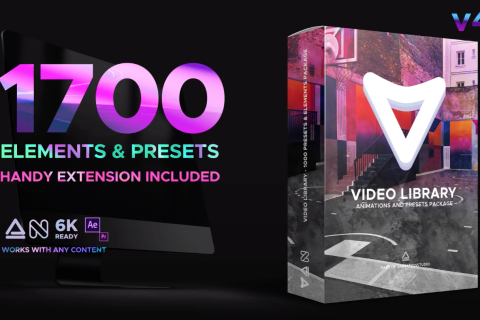 V4
1700
ELEMENTS & PRESETS
HANDY EXTENSION INCLUDED
6K
READY
Ae
Pr
WORKS WITH ANY CONTENT
VIDEO LIBRARY - 1000 PRESETS & ELEMENTS PACKAGE
VIDEO LIBRARY
ANIMATIONS AND PRESETS PACKAGE